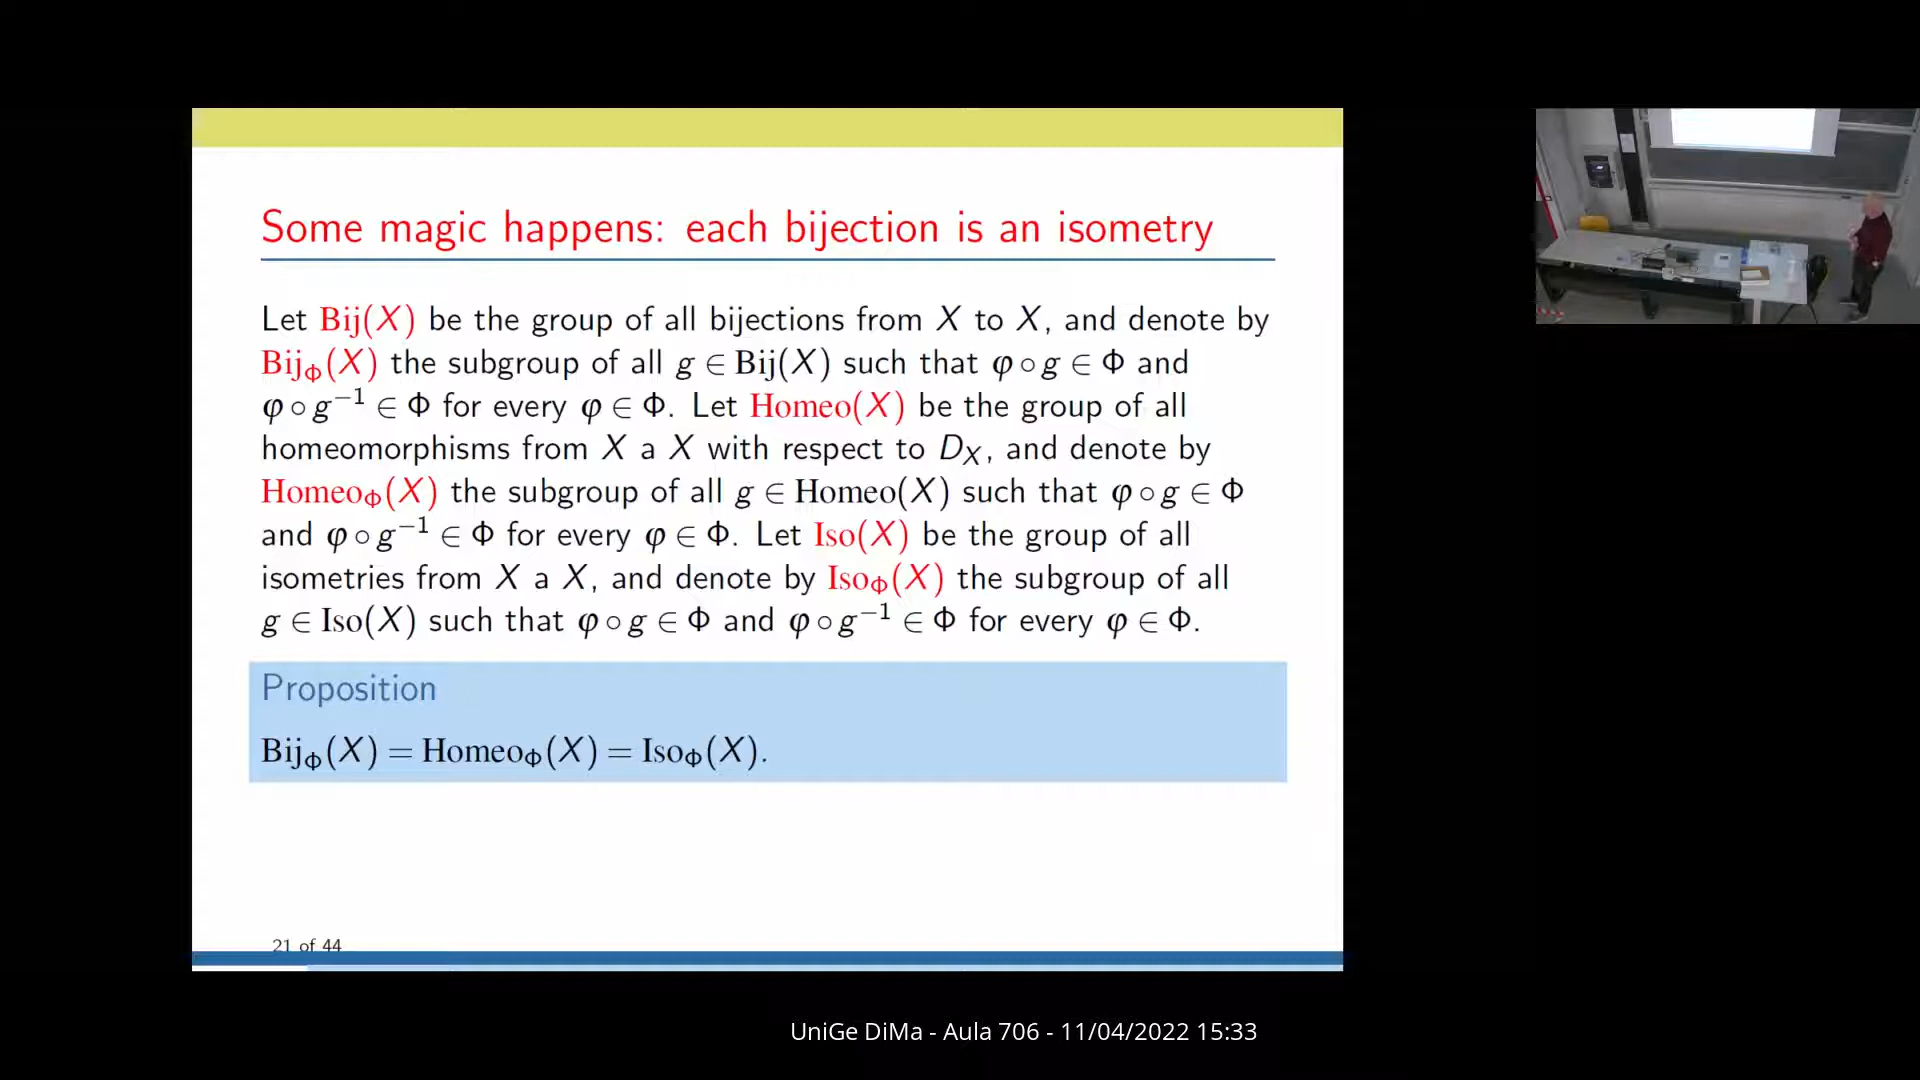 Some magic happens: each bijection is an isometry
Let Bij(X) be the group of all bijections from X to X, and denote by
Bij_Φ(X) the subgroup of all g ∈ Bij(X) such that φ ∘ g ∈ Φ and
φ ∘ g⁻¹ ∈ Φ for every φ ∈ Φ. Let Homeo(X) be the group of all
homeomorphisms from X a X with respect to D_X, and denote by
Homeo_Φ(X) the subgroup of all g ∈ Homeo(X) such that φ ∘ g ∈ Φ
and φ ∘ g⁻¹ ∈ Φ for every φ ∈ Φ. Let Iso(X) be the group of all
isometries from X a X, and denote by Iso_Φ(X) the subgroup of all
g ∈ Iso(X) such that φ ∘ g ∈ Φ and φ ∘ g⁻¹ ∈ Φ for every φ ∈ Φ.
Proposition
Bij_Φ(X) = Homeo_Φ(X) = Iso_Φ(X).
21 of 44
UniGe DiMa - Aula 706 - 11/04/2022 15:33